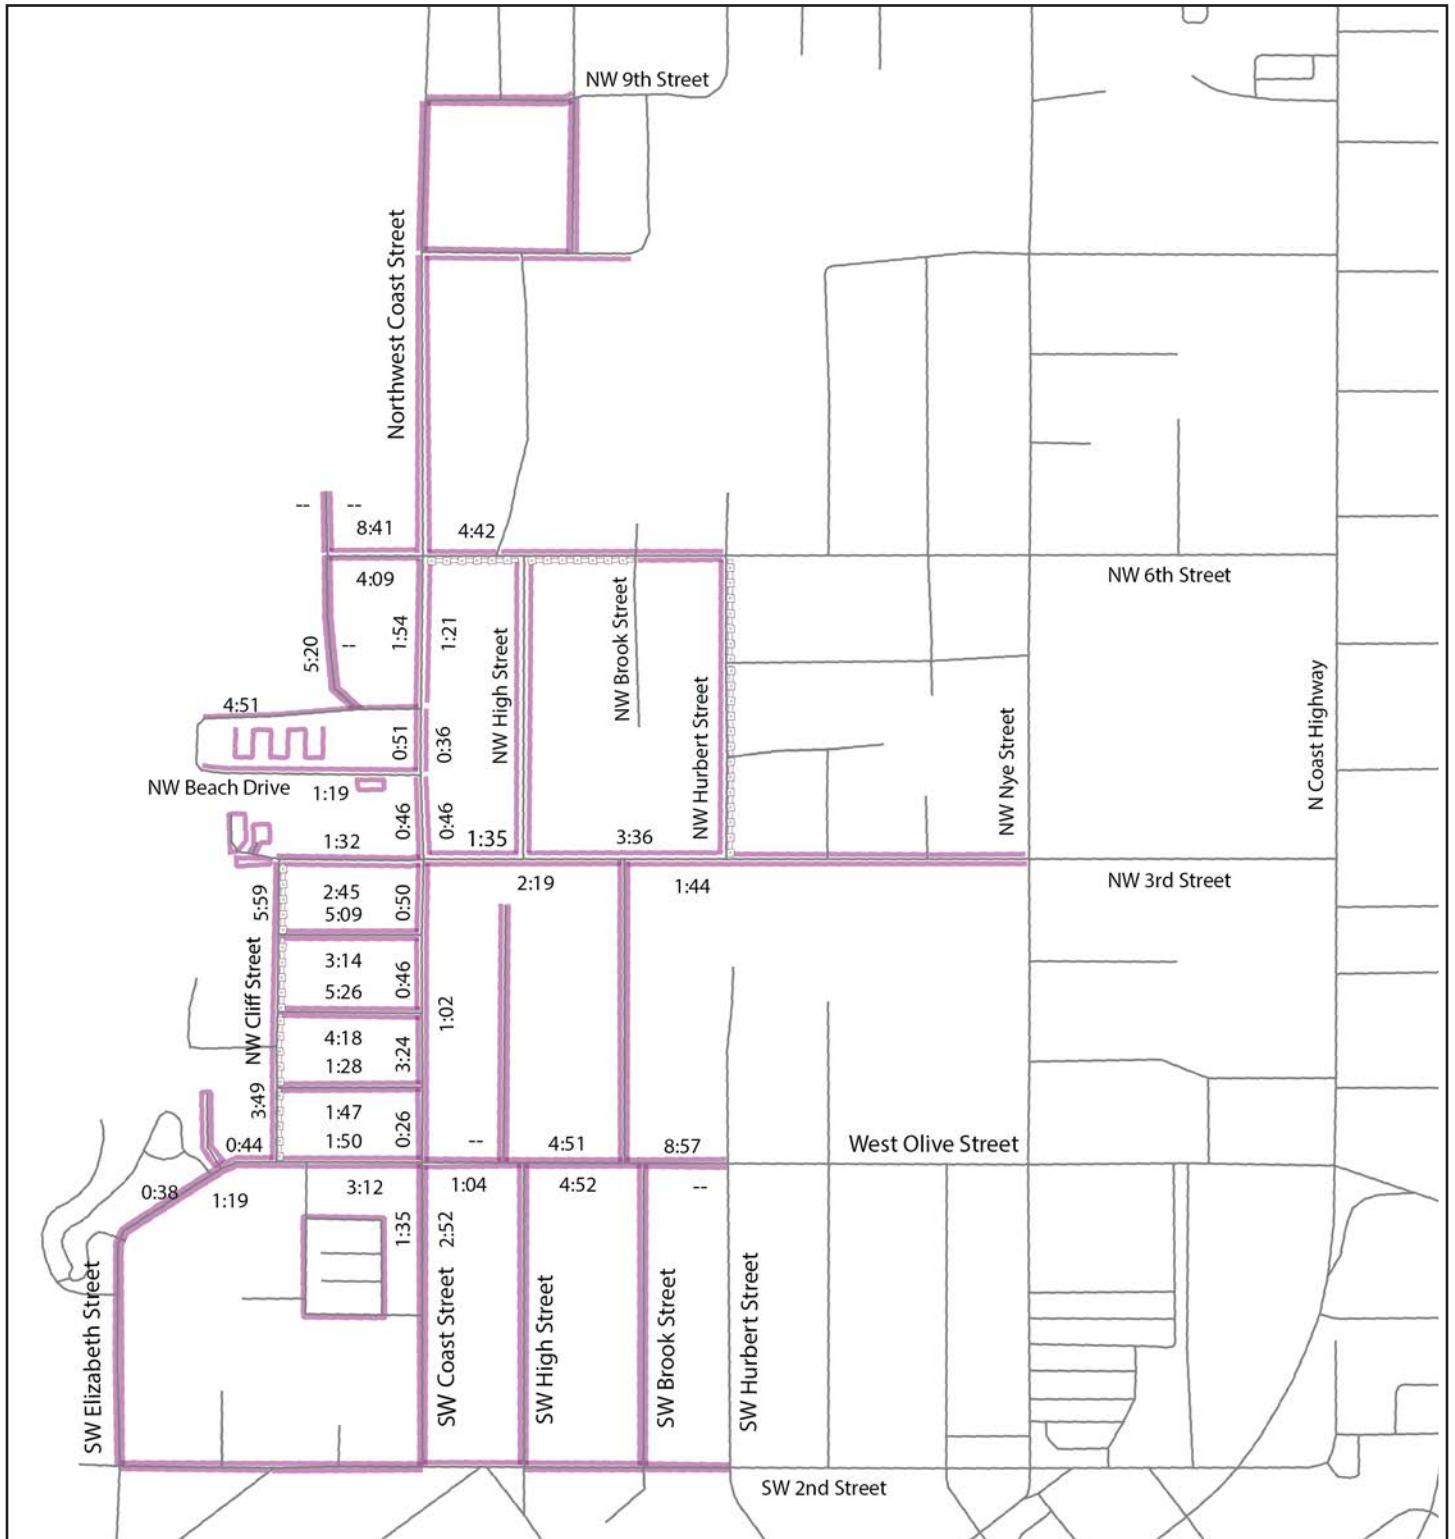 NW 9th Street
Northwest Coast Street
-- --
8:41 4:42
NW 6th Street
4:09
5:20
--
1:54
1:21
NW High Street
NW Brook Street
NW Hurbert Street
NW Nye Street
N Coast Highway
4:51
0:51
0:36
NW Beach Drive
1:19
0:46
0:46
1:32
1:35
3:36
2:19
1:44
NW 3rd Street
5:59
2:45
5:09
0:50
NW Cliff Street
3:14
5:26
0:46
1:02
4:18
1:28
3:24
3:49
1:47
1:50
0:26
0:44
--
4:51
8:57
West Olive Street
0:38
1:19
3:12
1:04
4:52
--
1:35
2:52
SW Elizabeth Street
SW Coast Street
SW High Street
SW Brook Street
SW Hurbert Street
SW 2nd Street